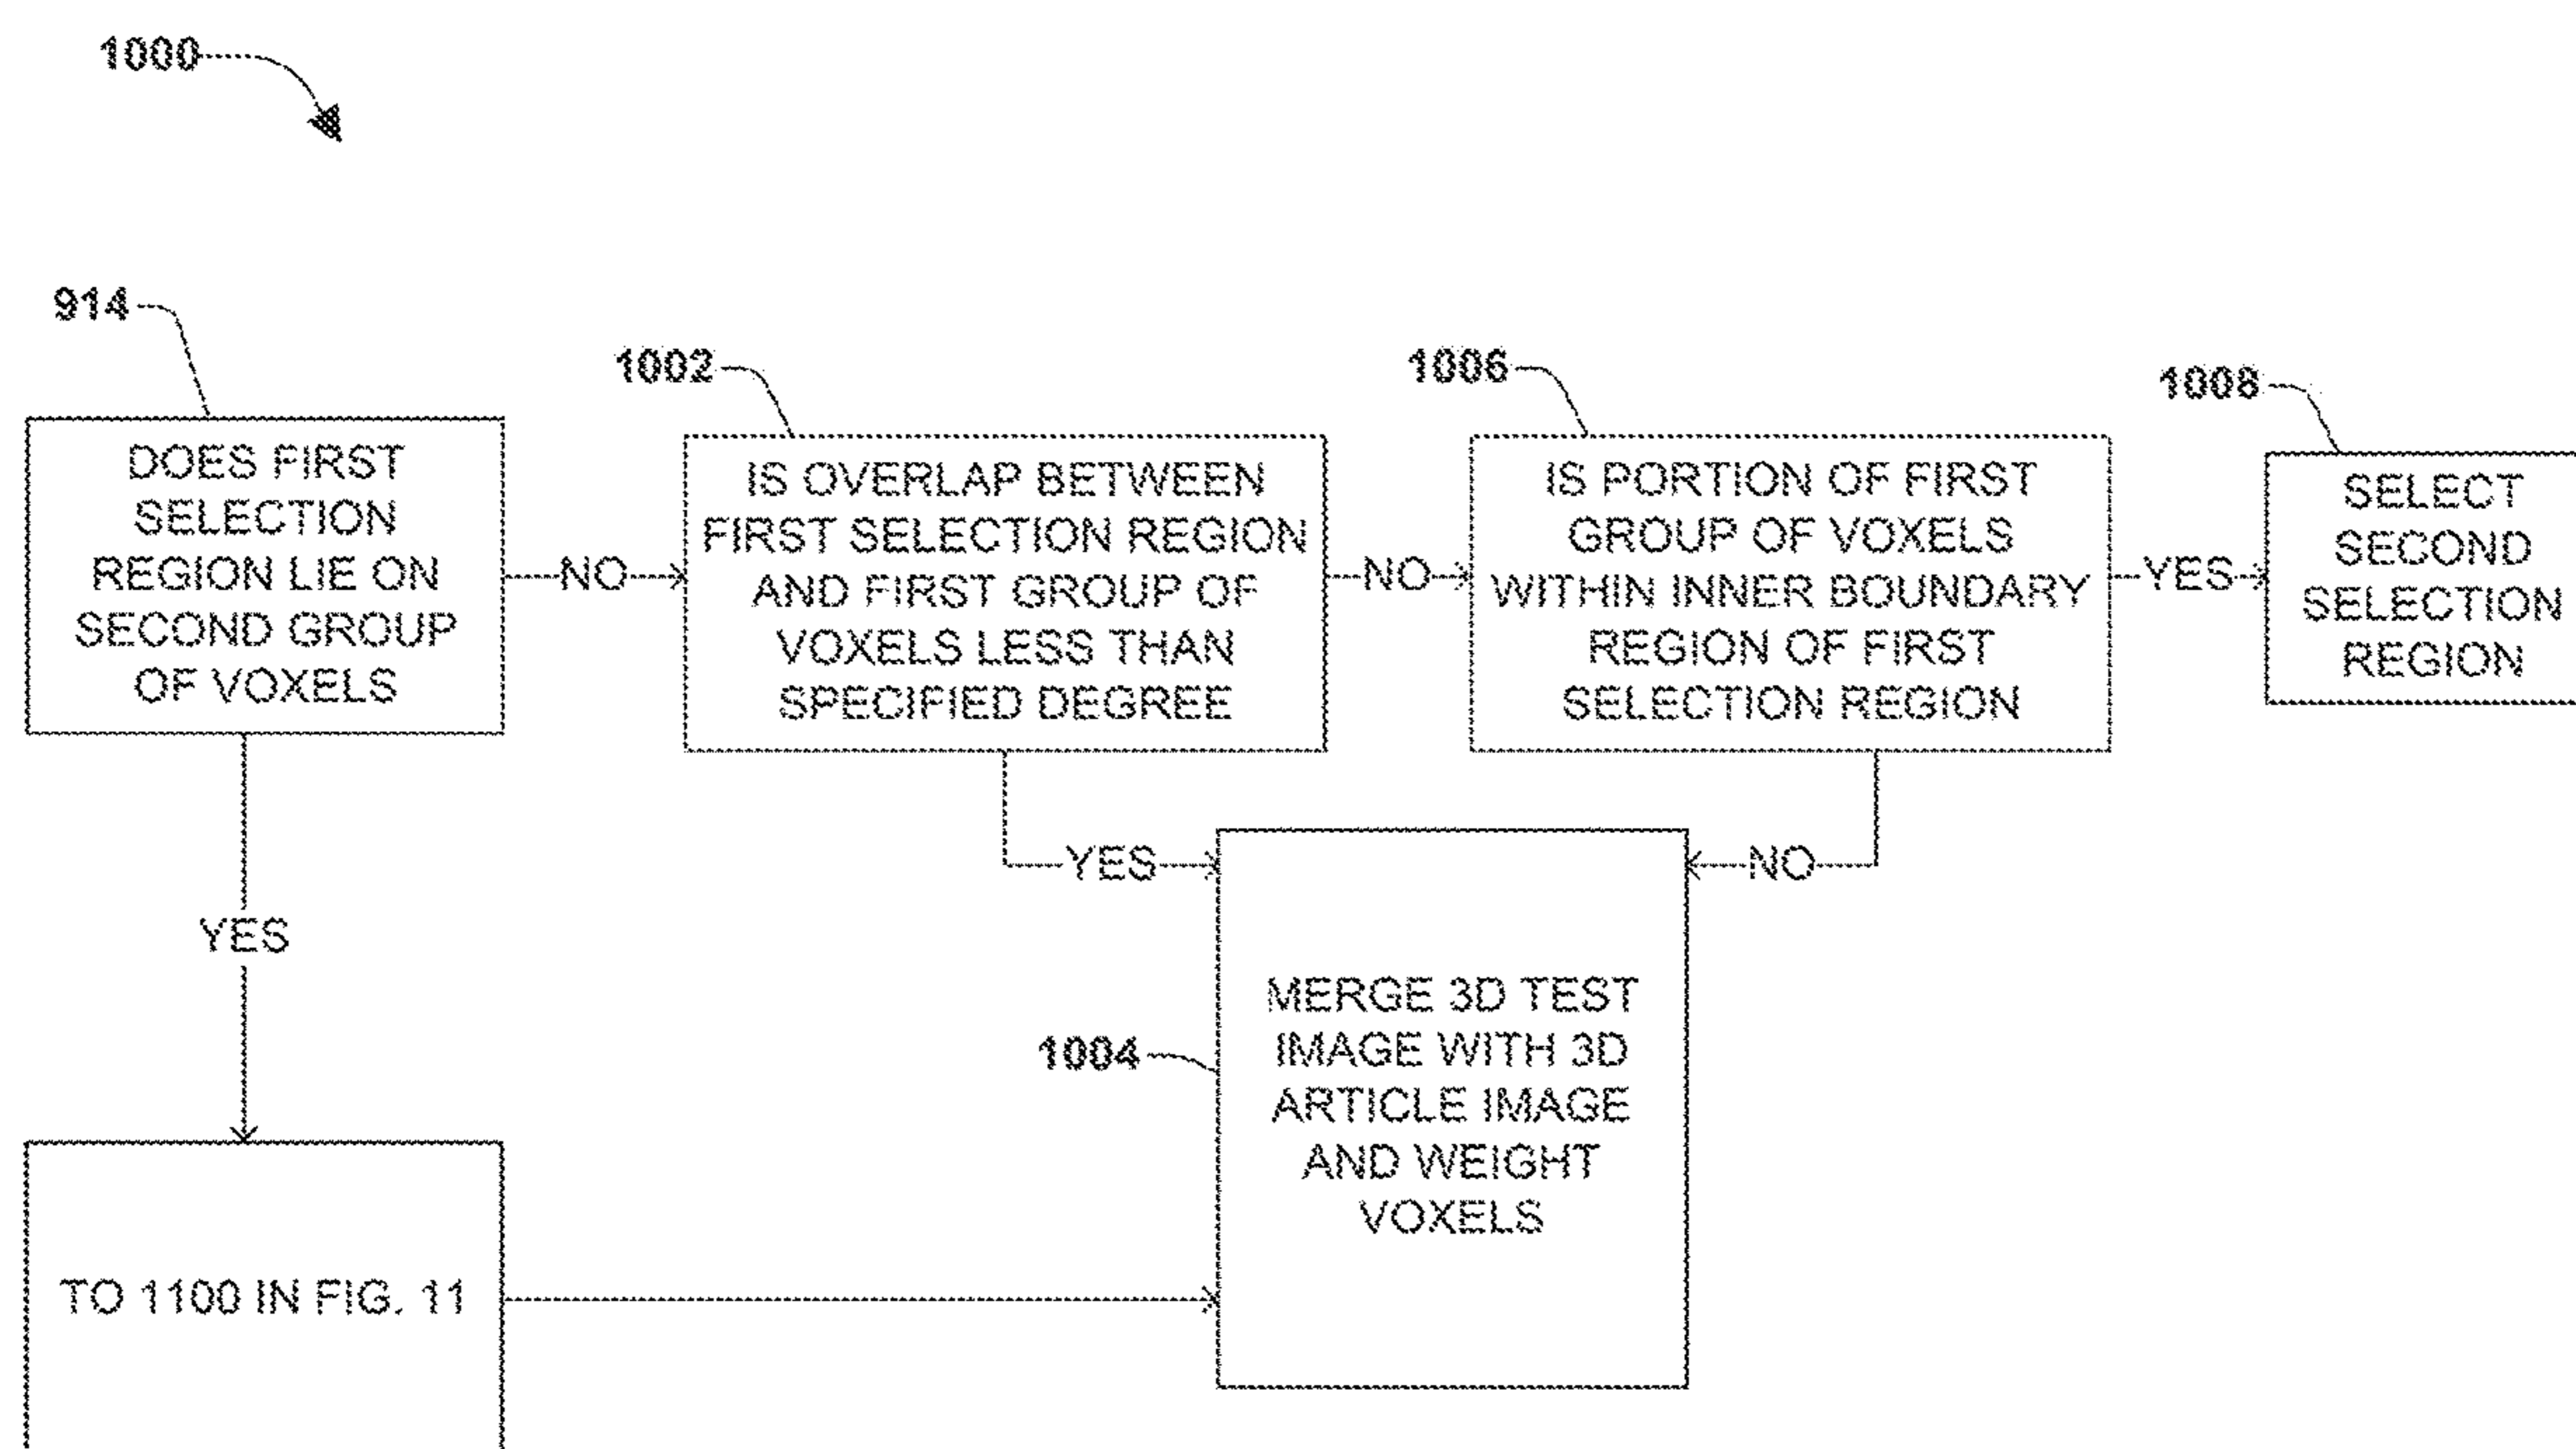 1000
914
DOES FIRST
SELECTION
REGION LIE ON
SECOND GROUP
OF VOXELS
NO
1002
IS OVERLAP BETWEEN
FIRST SELECTION REGION
AND FIRST GROUP OF
VOXELS LESS THAN
SPECIFIED DEGREE
NO
1006
IS PORTION OF FIRST
GROUP OF VOXELS
WITHIN INNER BOUNDARY
REGION OF FIRST
SELECTION REGION
YES
1008
SELECT
SECOND
SELECTION
REGION
YES
NO
YES
1004
MERGE 3D TEST
IMAGE WITH 3D
ARTICLE IMAGE
AND WEIGHT
VOXELS
TO 1100 IN FIG. 11